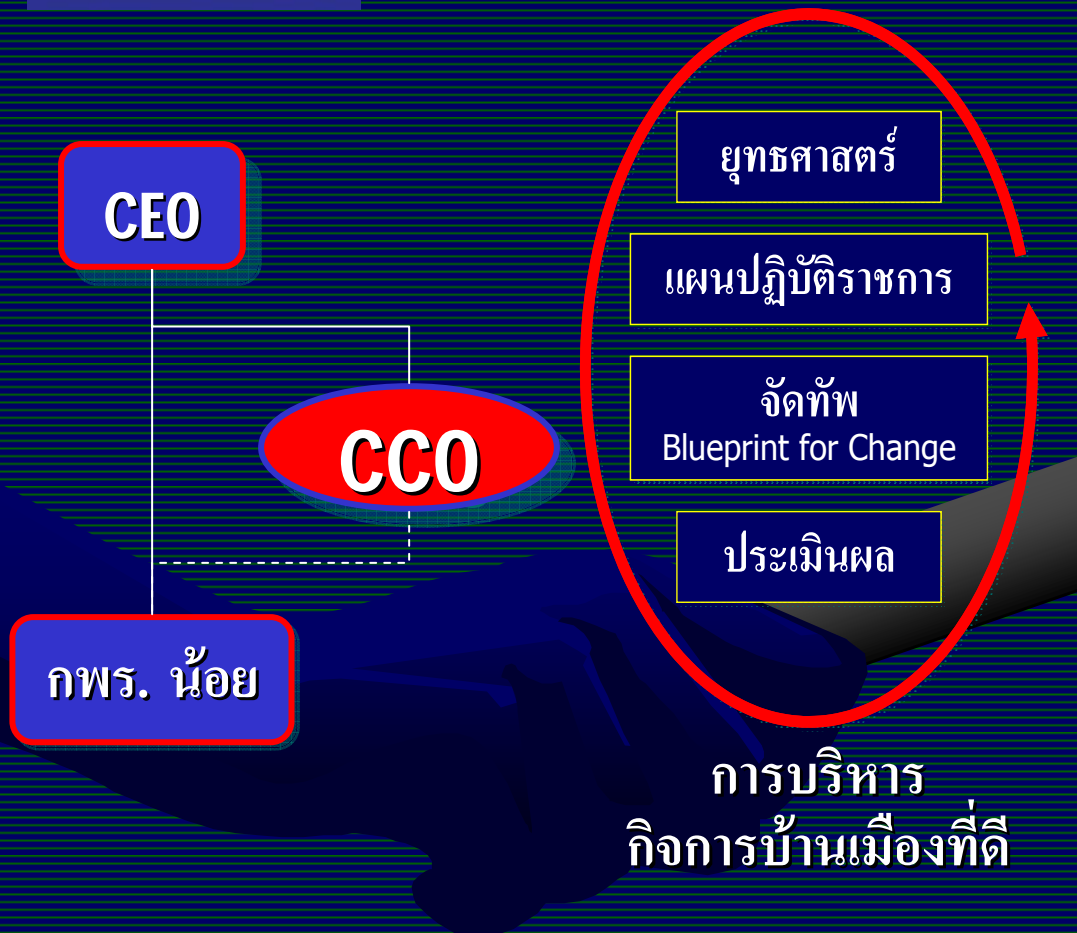 CEO
CCO
กพร. น้อย
ยุทธศาสตร์
แผนปฏิบัติราชการ
จัดทัพ
Blueprint for Change
ประเมินผล
การบริหาร
กิจการบ้านเมืองที่ดี